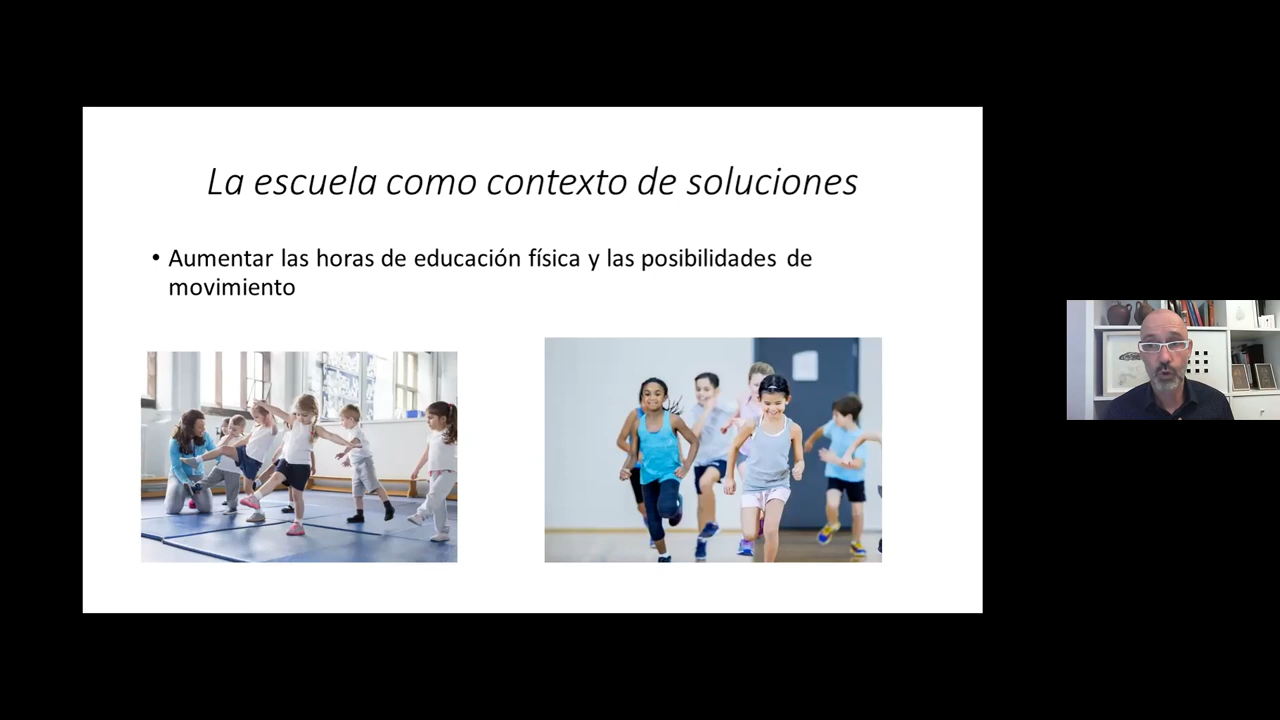 La escuela como contexto de soluciones
• Aumentar las horas de educación física y las posibilidades de
movimiento